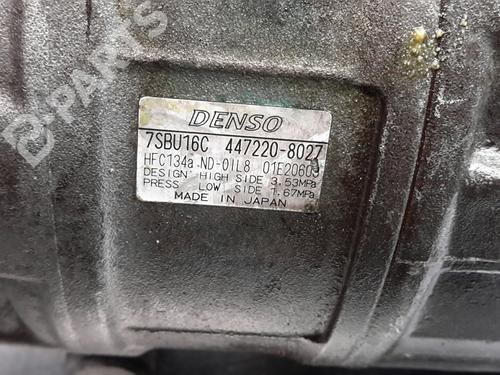 B-PARTS
DENSO
7SBU16C 447220-8027
HFC134a ND-OIL8 01E20609
DESIGN HIGH SIDE 3.53MPa
PRESS LOW SIDE 1.67MPa
MADE IN JAPAN